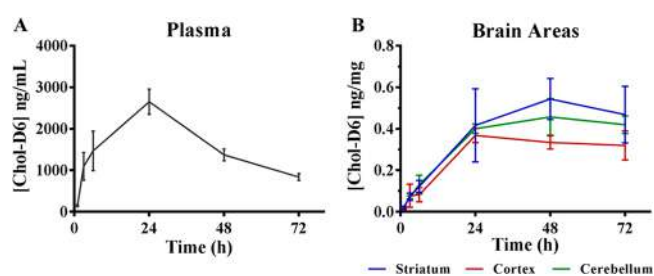 A
Plasma
[Chol-D6] ng/mL
4000
3000
2000
1000
0
0
24
48
72
Time (h)
B
Brain Areas
[Chol-D6] ng/mg
0.8
0.6
0.4
0.2
0.0
0
24
48
72
Time (h)
Striatum Cortex Cerebellum